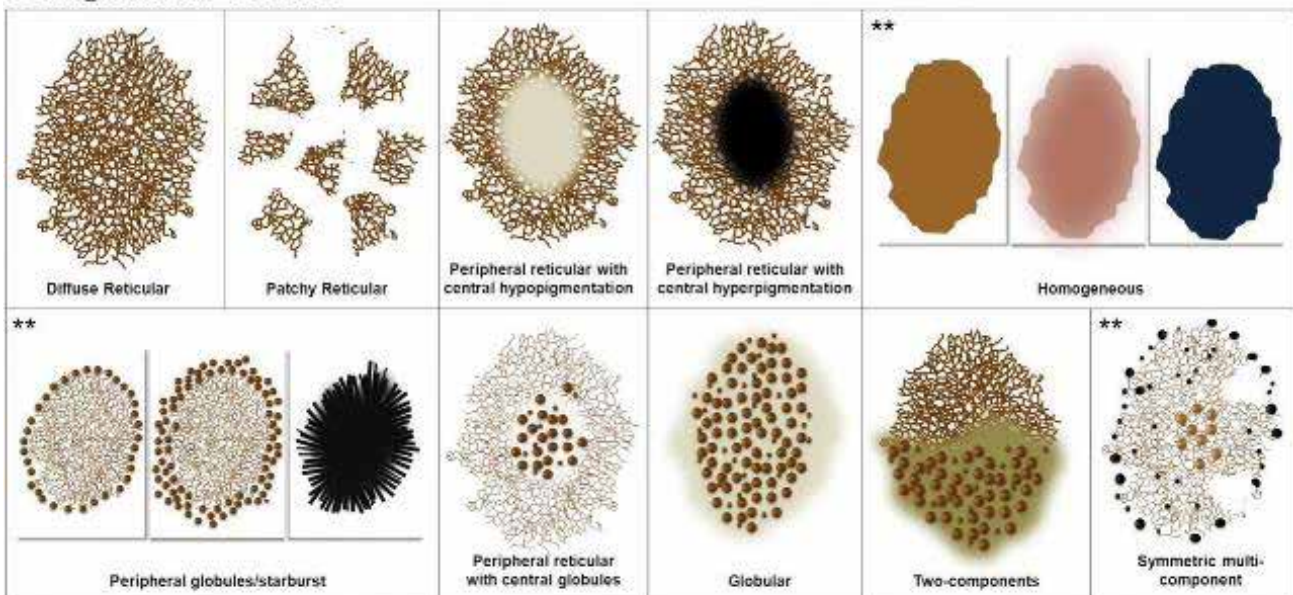 **
Diffuse Reticular
Patchy Reticular
Peripheral reticular with
central hypopigmentation
Peripheral reticular with
central hyperpigmentation
Homogeneous
**
**
Peripheral globules/starburst
Peripheral reticular
with central globules
Globular
Two-components
Symmetric multi-
component